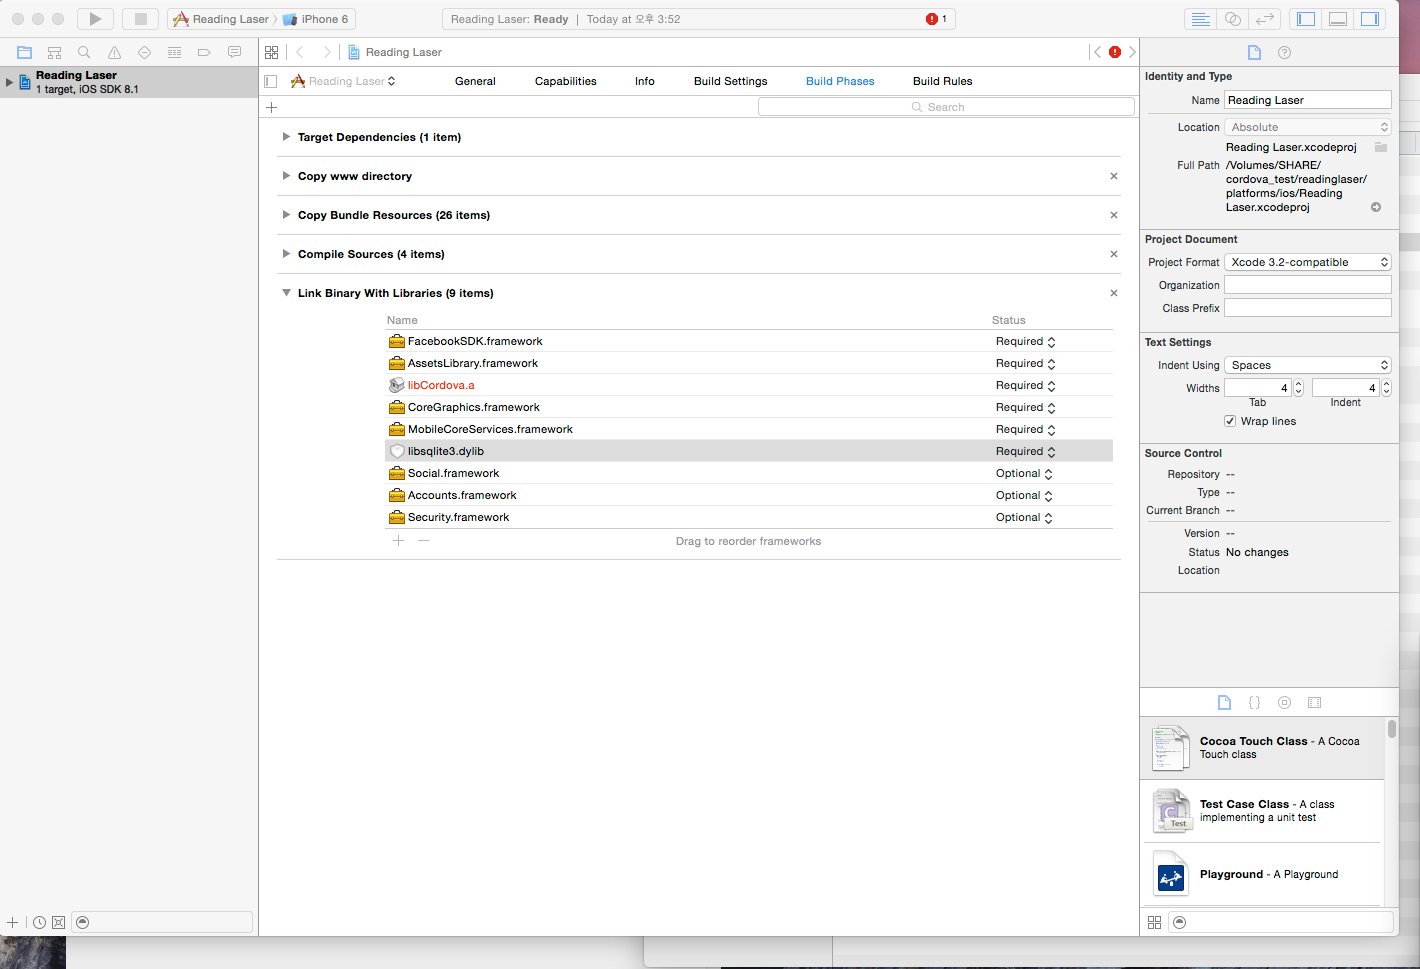 Reading Laser 〉 iPhone 6
Reading Laser: Ready | Today at 오후 3:52
1
Reading Laser
1 target, iOS SDK 8.1
Reading Laser
Reading Laser
General
Capabilities
Info
Build Settings
Build Phases
Build Rules
Search
Target Dependencies (1 item)
Copy www directory
Copy Bundle Resources (26 items)
Compile Sources (4 items)
Link Binary With Libraries (9 items)
Name Status
FacebookSDK.framework Required
AssetsLibrary.framework Required
libCordova.a Required
CoreGraphics.framework Required
MobileCoreServices.framework Required
libsqlite3.dylib Required
Social.framework Optional
Accounts.framework Optional
Security.framework Optional
Drag to reorder frameworks
Identity and Type
Name Reading Laser
Location Absolute
Reading Laser.xcodeproj
Full Path /Volumes/SHARE/
cordova_test/readinglaser/
platforms/ios/Reading
Laser.xcodeproj
Project Document
Project Format Xcode 3.2-compatible
Organization
Class Prefix
Text Settings
Indent Using Spaces
Widths 4 4
Tab Indent
Wrap lines
Source Control
Repository --
Type --
Current Branch --
Version --
Status No changes
Location
Cocoa Touch Class - A Cocoa
Touch class
Test Case Class - A class
implementing a unit test
C
Test
Playground - A Playground